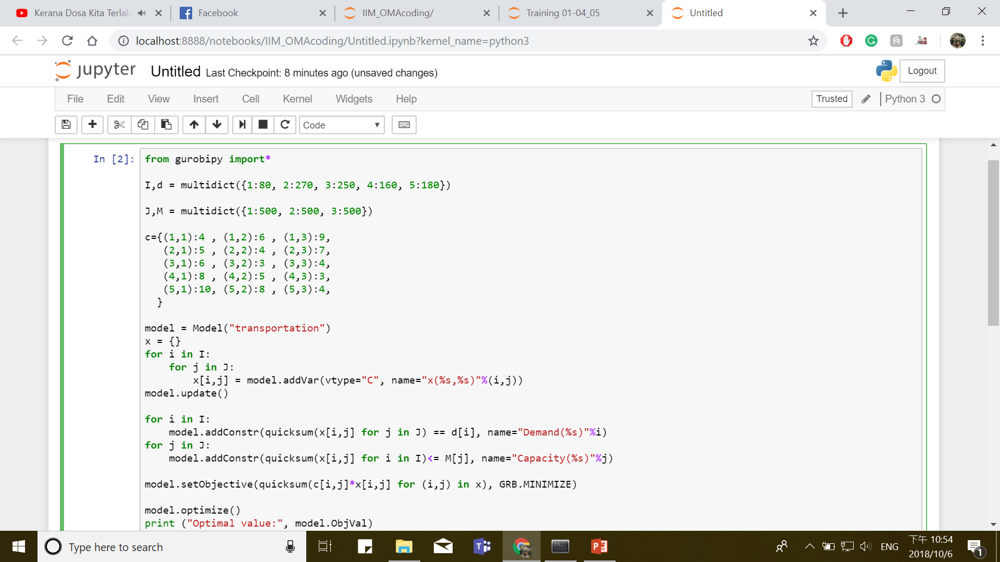 Kerana Dosa Kita Terlalu
Facebook
IIM_OMAcoding/
Training 01-04_05
Untitled
localhost:8888/notebooks/IIM_OMAcoding/Untitled.ipynb?kernel_name=python3
jupyter Untitled Last Checkpoint: 8 minutes ago (unsaved changes)
Logout
File Edit View Insert Cell Kernel Widgets Help
Trusted Python 3
Code
In [2]: from gurobipy import*
I,d = multidict({1:80, 2:270, 3:250, 4:160, 5:180})
J,M = multidict({1:500, 2:500, 3:500})
c={(1,1):4 , (1,2):6 , (1,3):9,
(2,1):5 , (2,2):4 , (2,3):7,
(3,1):6 , (3,2):3 , (3,3):4,
(4,1):8 , (4,2):5 , (4,3):3,
(5,1):10, (5,2):8 , (5,3):4,
}
model = Model("transportation")
x = {}
for i in I:
for j in J:
x[i,j] = model.addVar(vtype="C", name="x(%s,%s)"%(i,j))
model.update()
for i in I:
model.addConstr(quicksum(x[i,j] for j in J) == d[i], name="Demand(%s)"%i)
for j in J:
model.addConstr(quicksum(x[i,j] for i in I)<= M[j], name="Capacity(%s)"%j)
model.setObjective(quicksum(c[i,j]*x[i,j] for (i,j) in x), GRB.MINIMIZE)
model.optimize()
print ("Optimal value:", model.ObjVal)
Type here to search
ENG
下午 10:54
2018/10/6
1